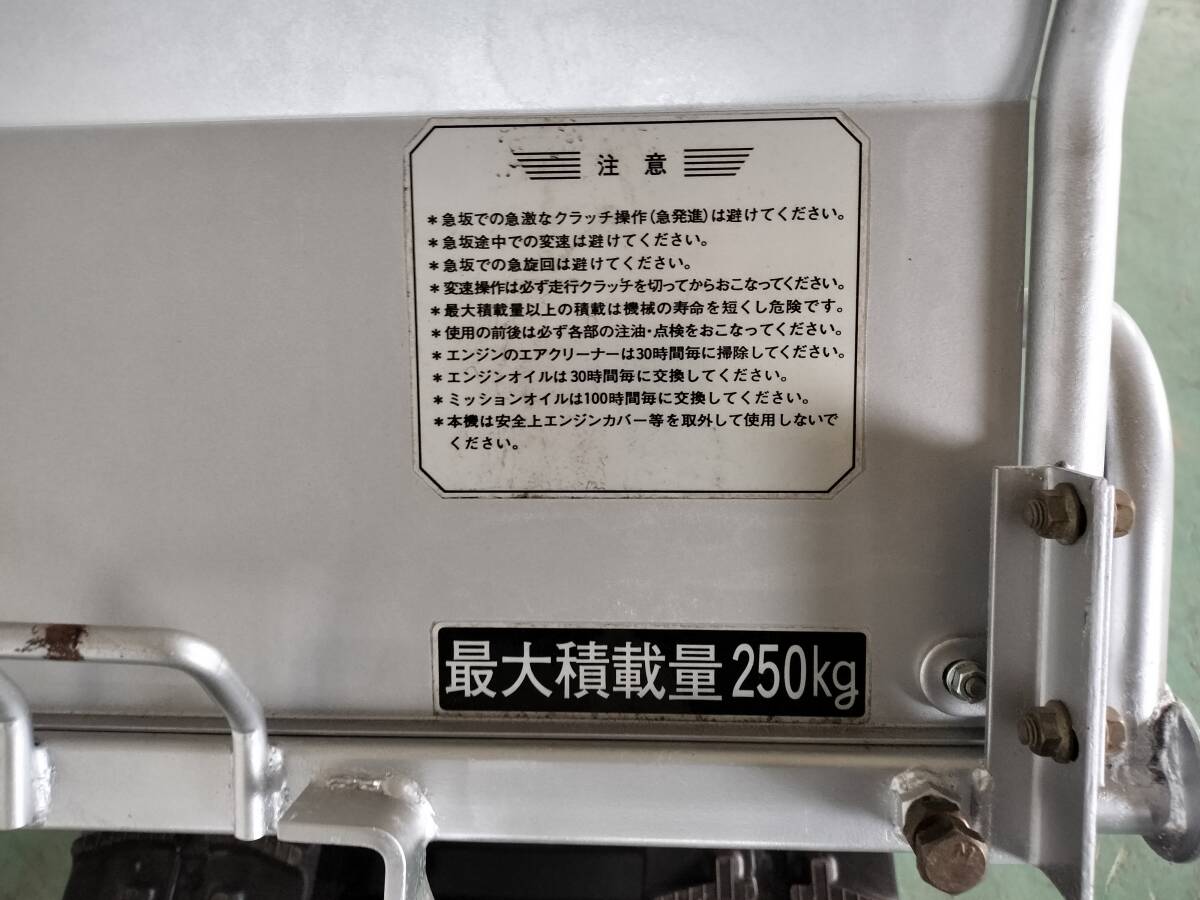 注意
＊急坂での急激なクラッチ操作(急発進)は避けてください。
＊急坂途中での変速は避けてください。
＊急坂での急旋回は避けてください。
＊変速操作は必ず走行クラッチを切ってからおこなってください。
＊最大積載量以上の積載は機械の寿命を短くし危険です。
＊使用の前後は必ず各部の注油・点検をおこなってください。
＊エンジンのエアクリーナーは30時間毎に掃除してください。
＊エンジンオイルは30時間毎に交換してください。
＊ミッションオイルは100時間毎に交換してください。
＊本機は安全上エンジンカバー等を取外して使用しないで
ください。
最大積載量250kg